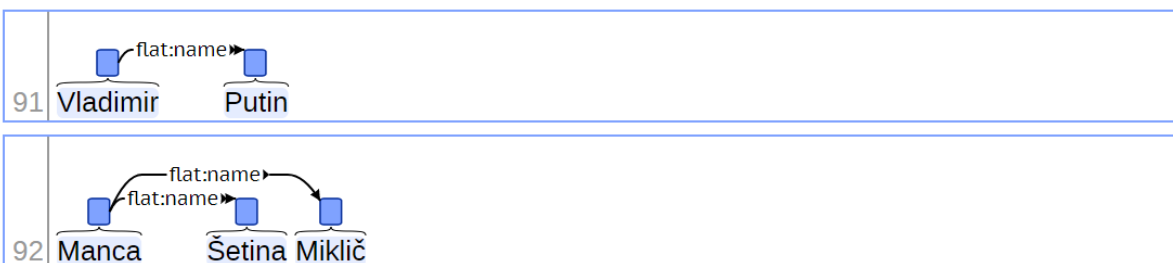 flat:name
91 Vladimir Putin
flat:name
flat:name
92 Manca Šetina Miklič